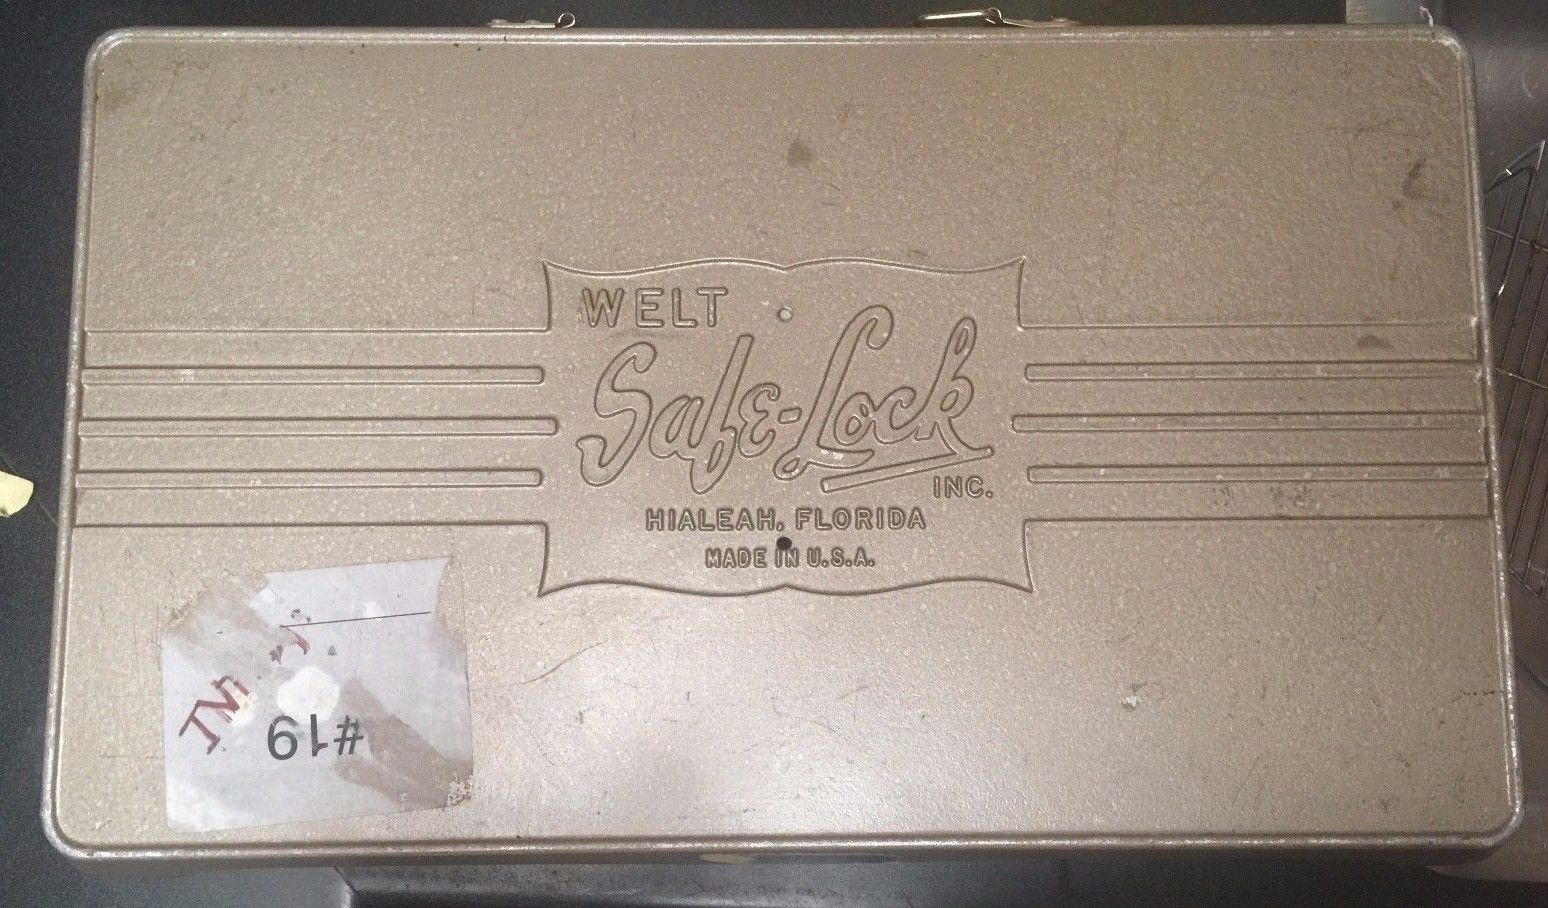 WELT
Safe-Lock
INC.
HIALEAH, FLORIDA
MADE IN U.S.A.
#19